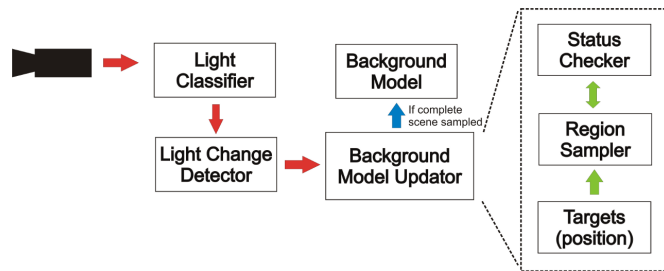 Light
Classifier
Light Change
Detector
Background
Model
If complete
scene sampled
Background
Model Updator
Status
Checker
Region
Sampler
Targets
(position)